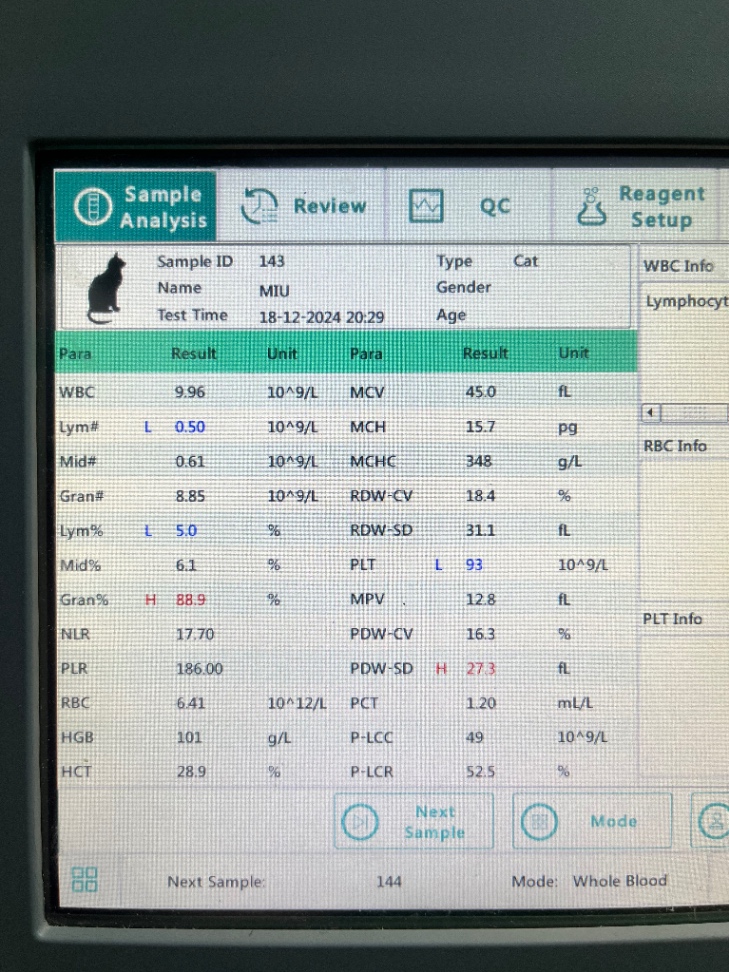 Sample Analysis Review QC Reagent Setup
Sample ID 143 Type Cat WBC Info
Name MIU Gender Lymphocyt
Test Time 18-12-2024 20:29 Age
Para Result Unit Para Result Unit
WBC 9.96 10^9/L MCV 45.0 fL
Lym# L 0.50 10^9/L MCH 15.7 pg
RBC Info
Mid# 0.61 10^9/L MCHC 348 g/L
Gran# 8.85 10^9/L RDW-CV 18.4 %
Lym% L 5.0 % RDW-SD 31.1 fL
Mid% 6.1 % PLT L 93 10^9/L
Gran% H 88.9 % MPV 12.8 fL
PLT Info
NLR 17.70 PDW-CV 16.3 %
PLR 186.00 PDW-SD H 27.3 fL
RBC 6.41 10^12/L PCT 1.20 mL/L
HGB 101 g/L P-LCC 49 10^9/L
HCT 28.9 % P-LCR 52.5 %
Next Sample Mode
Next Sample: 144 Mode: Whole Blood